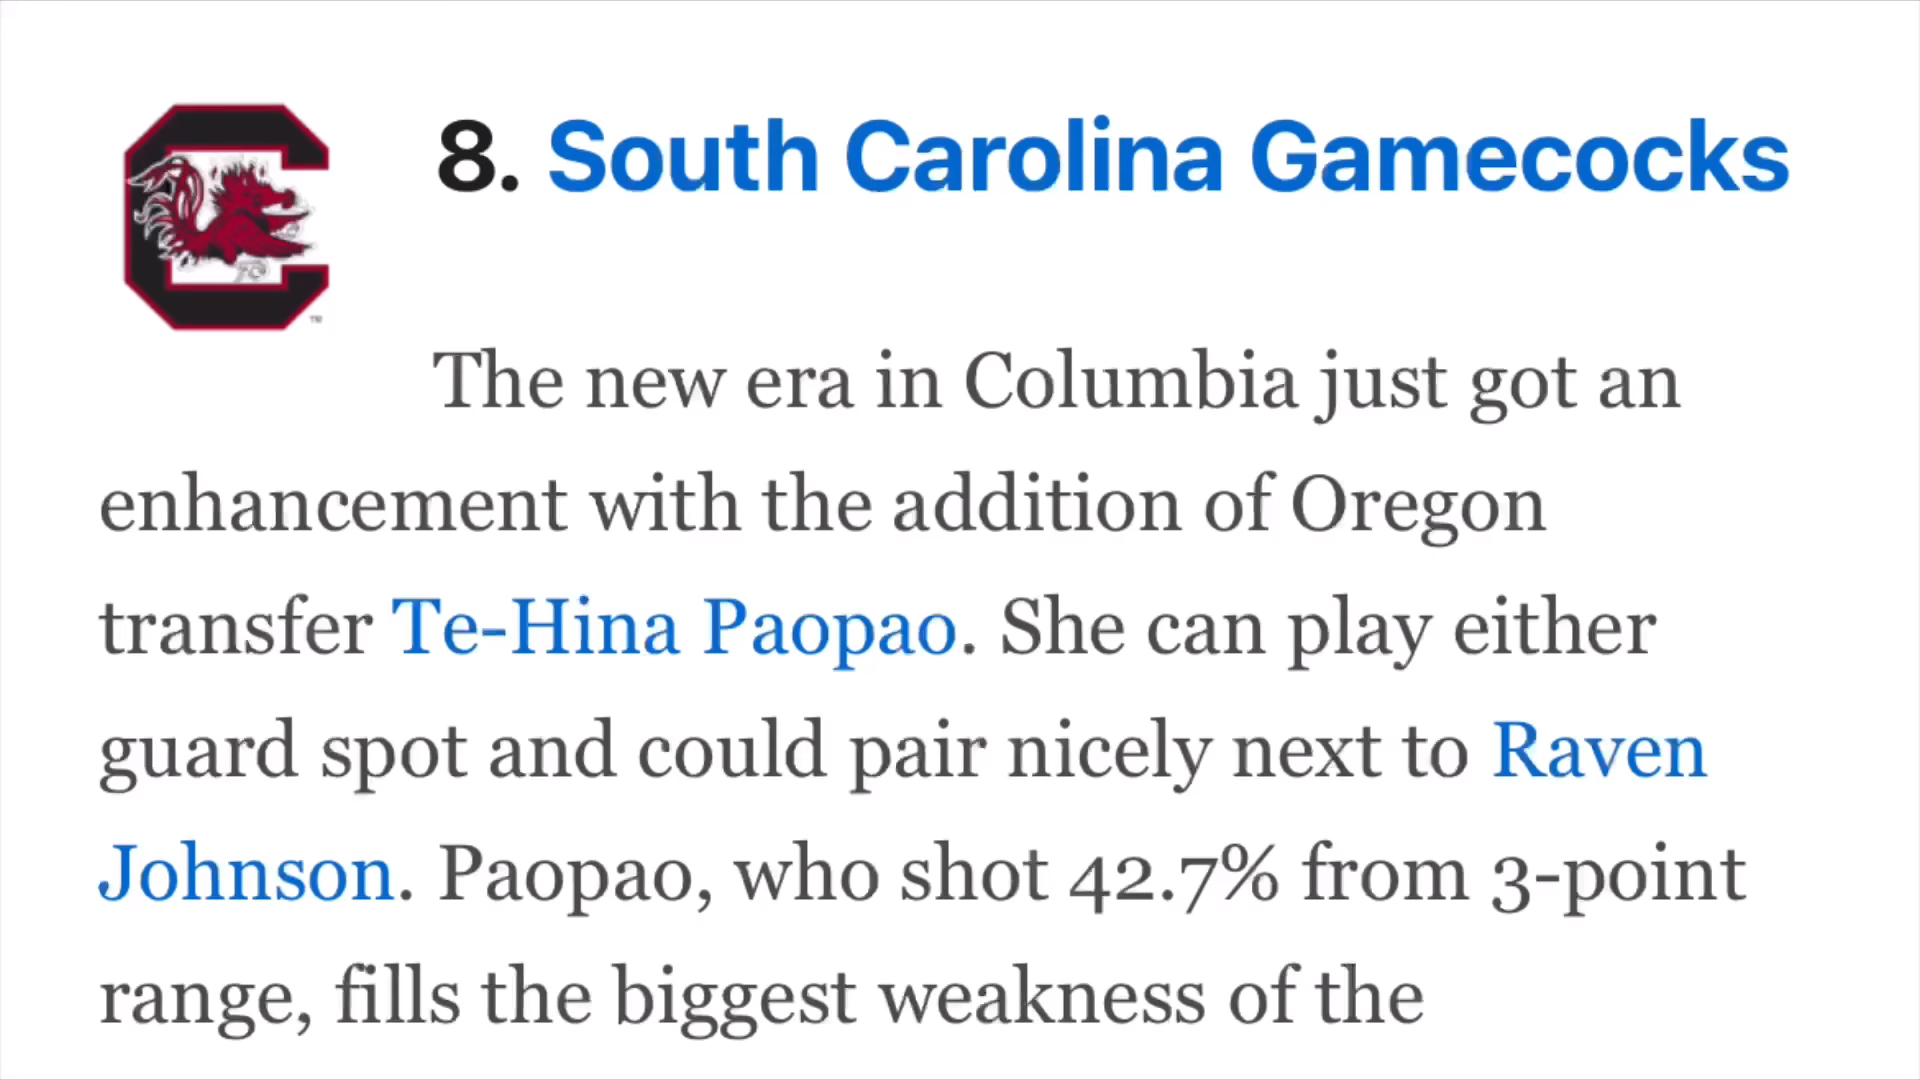 8. South Carolina Gamecocks
The new era in Columbia just got an
enhancement with the addition of Oregon
transfer Te-Hina Paopao. She can play either
guard spot and could pair nicely next to Raven
Johnson. Paopao, who shot 42.7% from 3-point
range, fills the biggest weakness of the